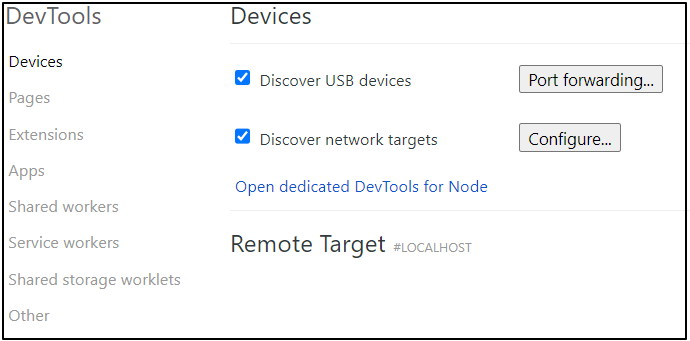 DevTools
Devices
Pages
Extensions
Apps
Shared workers
Service workers
Shared storage worklets
Other
Devices
Discover USB devices Port forwarding...
Discover network targets Configure...
Open dedicated DevTools for Node
Remote Target #LOCALHOST